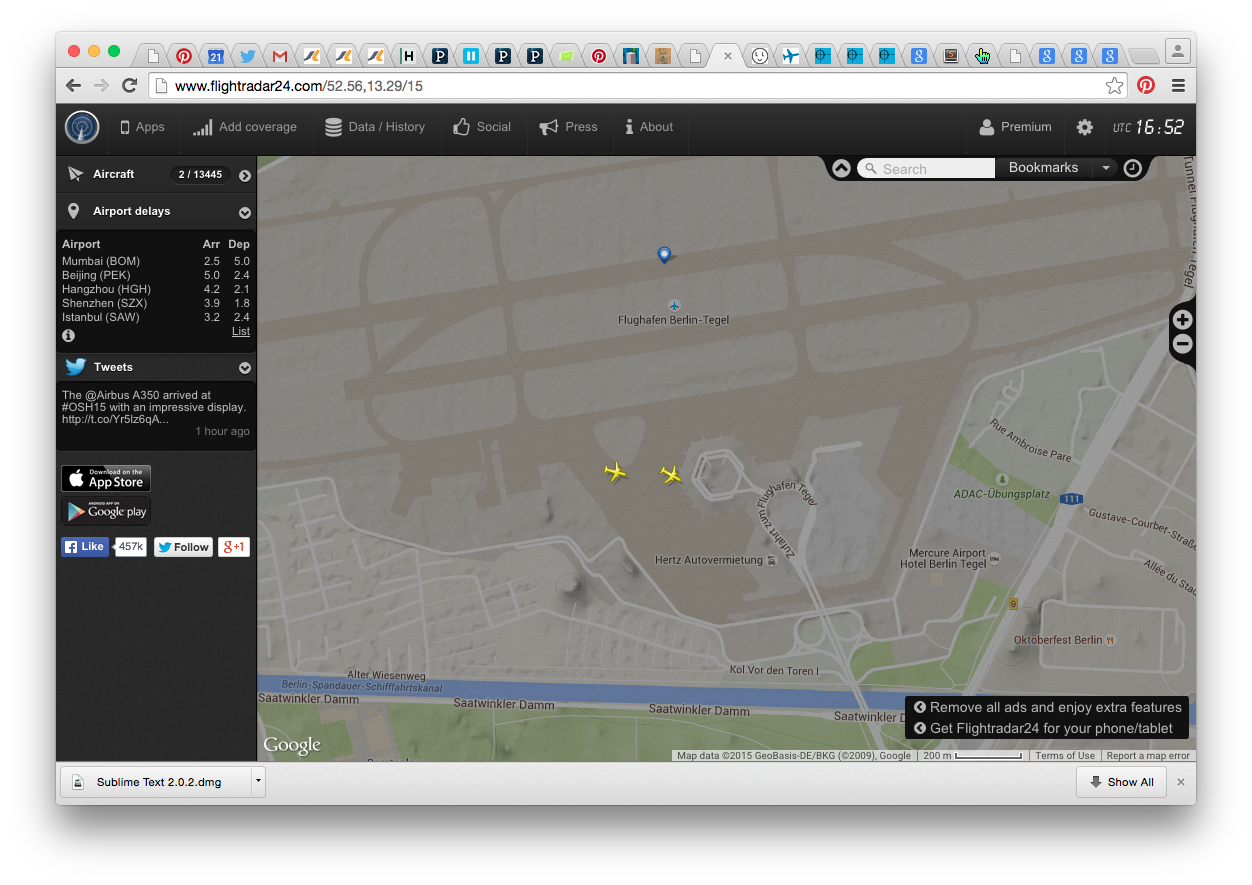 21
H
P
P
P
8
8
8
8
S
www.flightradar24.com/52.56,13.29/15
Apps
Add coverage
Data / History
Social
Press
About
Premium
UTC 16:52
Aircraft 2 / 13445
Search
Bookmarks
Airport delays
Airport Arr Dep
Mumbai (BOM) 2.5 5.0
Beijing (PEK) 5.0 2.4
Hangzhou (HGH) 4.2 2.1
Shenzhen (SZX) 3.9 1.8
Istanbul (SAW) 3.2 2.4
List
Tweets
The @Airbus A350 arrived at
#OSH15 with an impressive display.
http://t.co/Yr5lz6qA...
1 hour ago
Download on the
App Store
ANDROID APP ON
Google play
Like 457k
Follow
g+1
Tunnel Flughafen Tegel
Flughafen Berlin-Tegel
Rue Ambroise Pare
ADAC-Übungsplatz
111
Gustave-Courbet-Straße
Zufahrt zum Flughafen Tegel
Hertz Autovermietung
Mercure Airport
Hotel Berlin Tegel
Allée du Stad
9
Oktoberfest Berlin
Kol.Vor den Toren I
Alter Wiesenweg
Berlin-Spandauer-Schifffahrtskanal
Saatwinkler Damm
Saatwinkler Damm
Saatwinkler Damm
Saatwinkler
Remove all ads and enjoy extra features
Get Flightradar24 for your phone/tablet
Google
Map data ©2015 GeoBasis-DE/BKG (©2009), Google
200 m
Terms of Use
Report a map error
Sublime Text 2.0.2.dmg
Show All